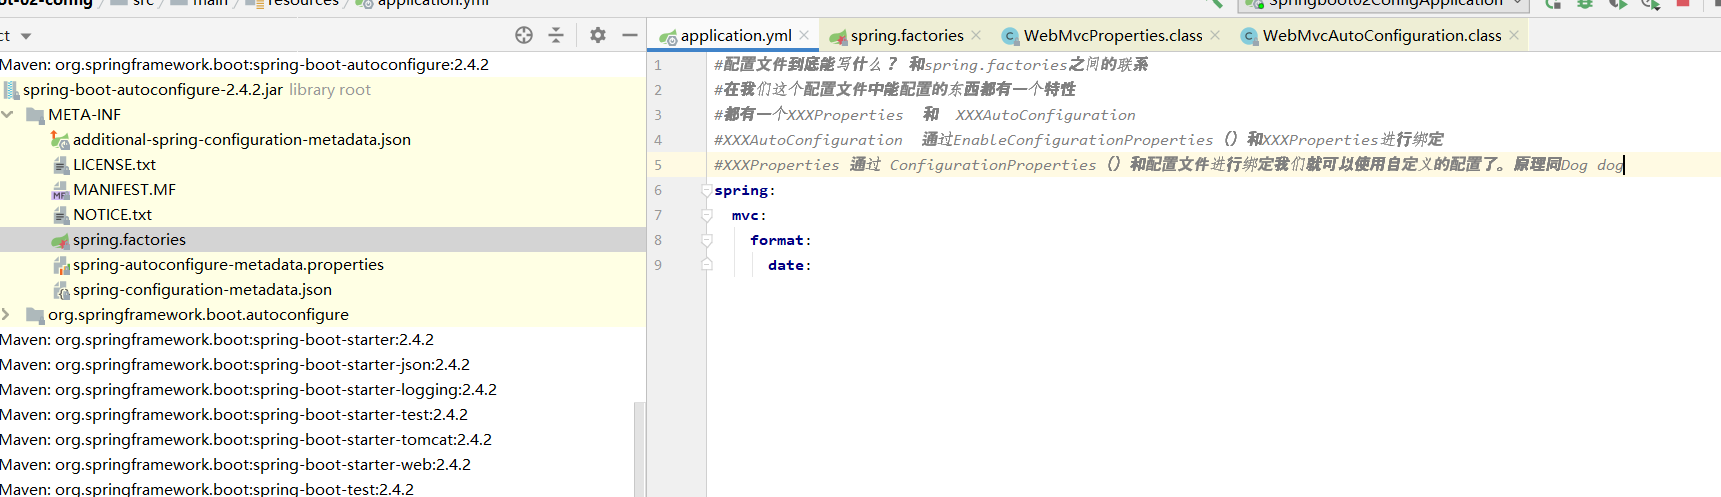 ot-02-config  src  main  resources  application.yml
Springboot02ConfigApplication
ct
application.yml  spring.factories  WebMvcProperties.class  WebMvcAutoConfiguration.class
Maven: org.springframework.boot:spring-boot-autoconfigure:2.4.2
spring-boot-autoconfigure-2.4.2.jar library root
META-INF
additional-spring-configuration-metadata.json
LICENSE.txt
MANIFEST.MF
NOTICE.txt
spring.factories
spring-autoconfigure-metadata.properties
spring-configuration-metadata.json
org.springframework.boot.autoconfigure
Maven: org.springframework.boot:spring-boot-starter:2.4.2
Maven: org.springframework.boot:spring-boot-starter-json:2.4.2
Maven: org.springframework.boot:spring-boot-starter-logging:2.4.2
Maven: org.springframework.boot:spring-boot-starter-test:2.4.2
Maven: org.springframework.boot:spring-boot-starter-tomcat:2.4.2
Maven: org.springframework.boot:spring-boot-starter-web:2.4.2
Maven: org.springframework.boot:spring-boot-test:2.4.2
1 #配置文件到底能写什么？ 和spring.factories之间的联系
2 #在我们这个配置文件中能配置的东西都有一个特性
3 #都有一个XXXProperties 和 XXXAutoConfiguration
4 #XXXAutoConfiguration 通过EnableConfigurationProperties（）和XXXProperties进行绑定
5 #XXXProperties 通过 ConfigurationProperties（）和配置文件进行绑定我们就可以使用自定义的配置了。原理同Dog dog
6 spring:
7 mvc:
8 format:
9 date: